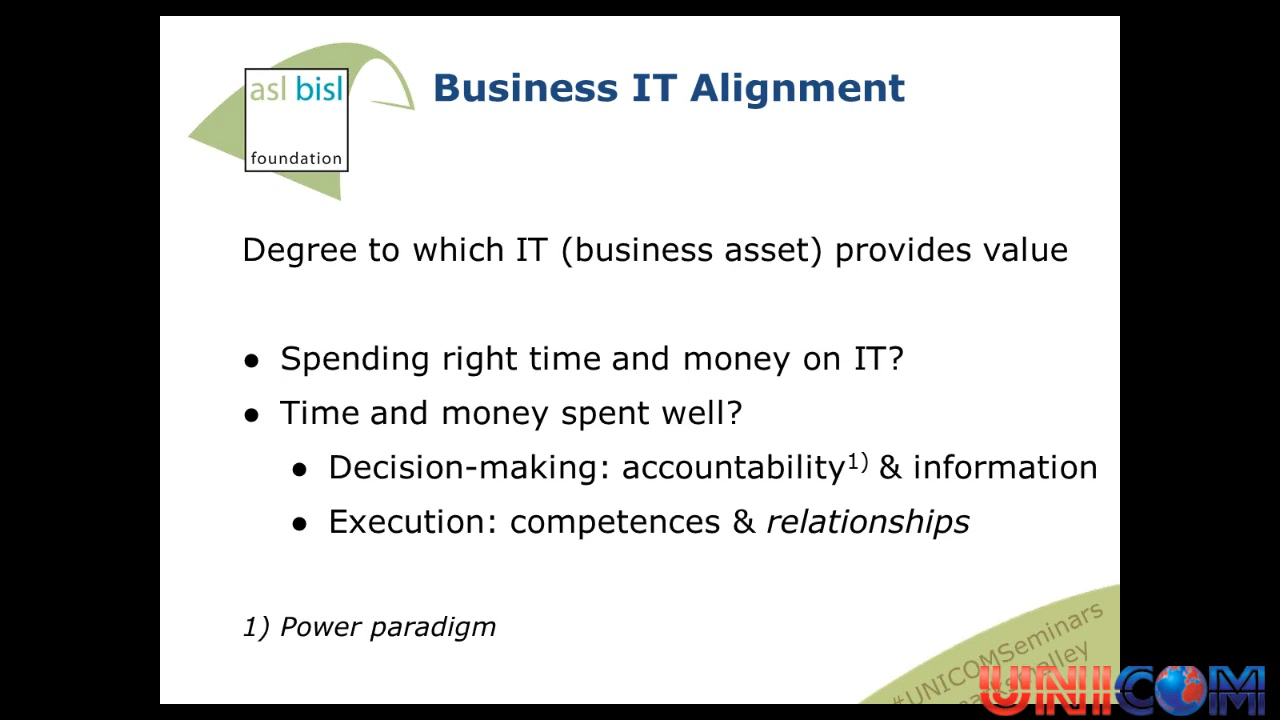 asl bisl
foundation
Business IT Alignment
Degree to which IT (business asset) provides value
● Spending right time and money on IT?
● Time and money spent well?
● Decision-making: accountability1) & information
● Execution: competences & relationships
1) Power paradigm
#UNICOMSeminars
UNICOM